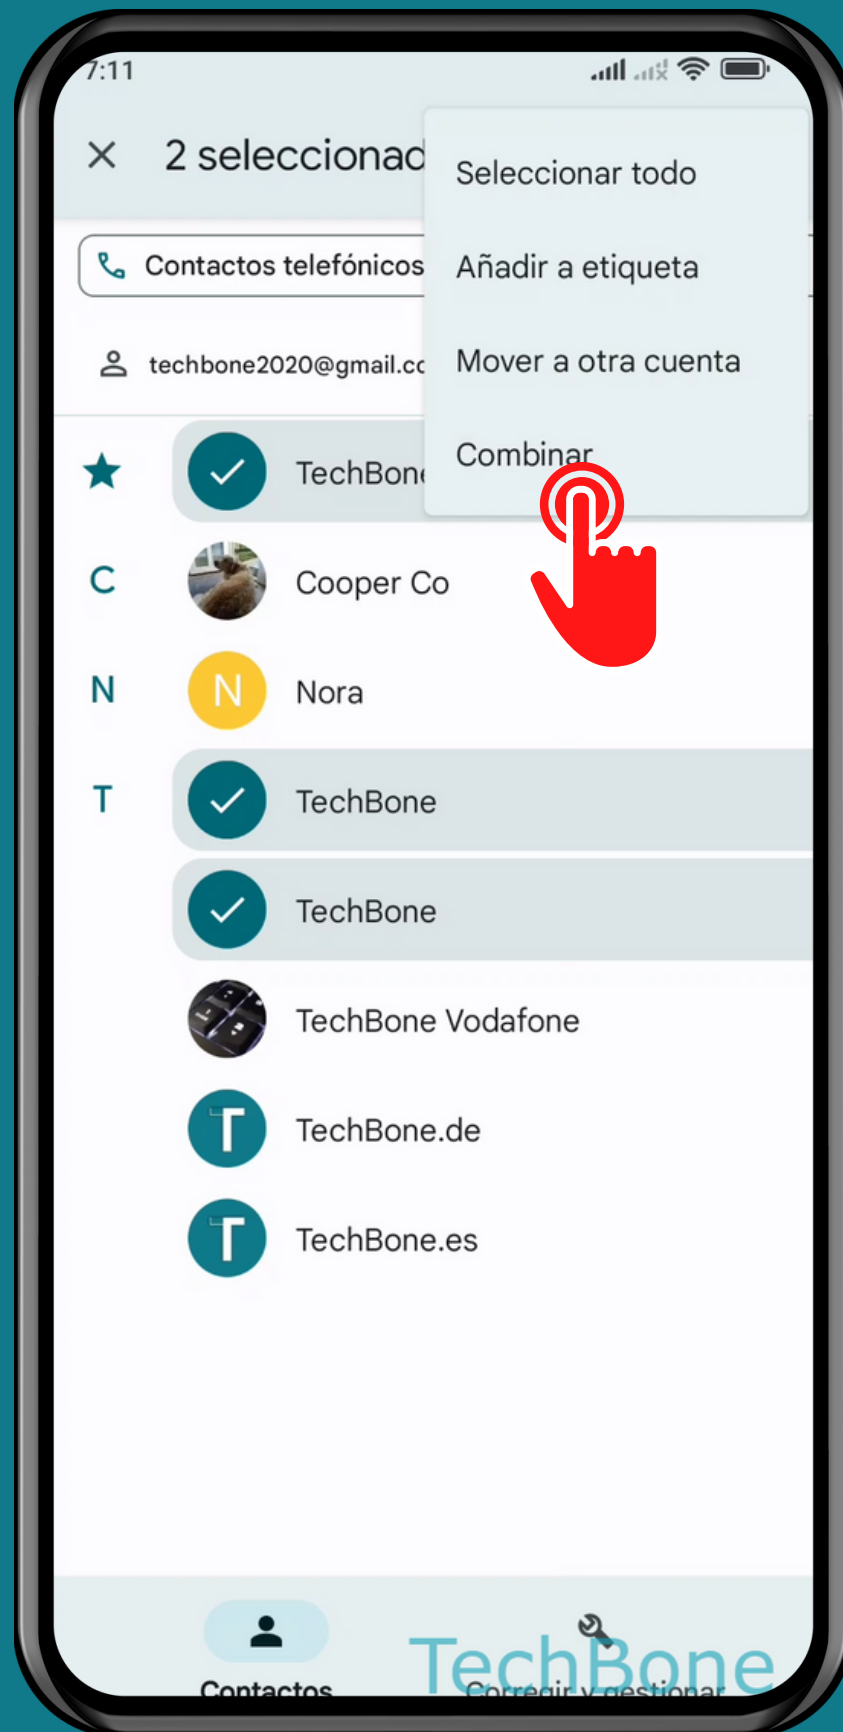 7:11
2 seleccionad
Seleccionar todo
Contactos telefónicos
Añadir a etiqueta
techbone2020@gmail.co
Mover a otra cuenta
Combinar
TechBone
C
Cooper Co
N
N
Nora
T
TechBone
TechBone
TechBone Vodafone
T
TechBone.de
T
TechBone.es
Contactos
Corregir y gestionar
TechBone